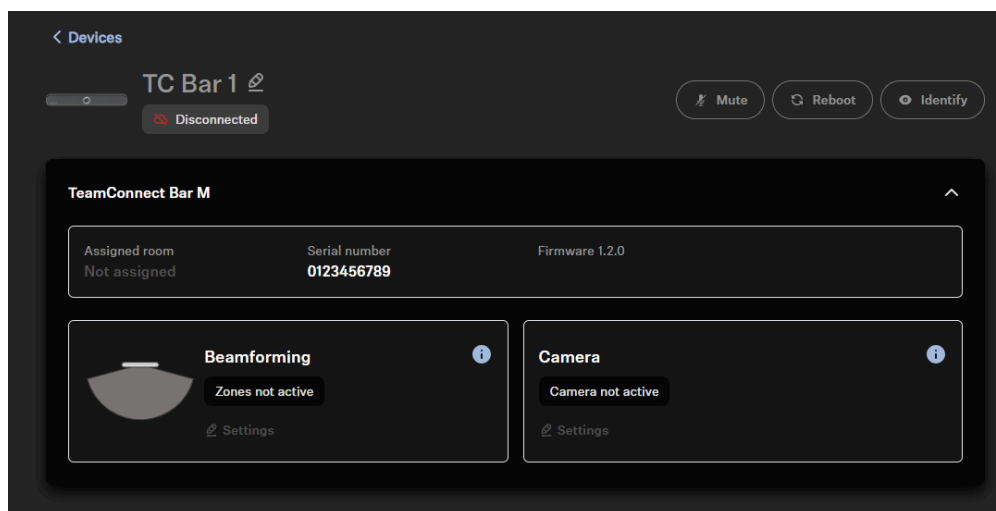 Devices
TC Bar 1
Disconnected
Mute
Reboot
Identify
TeamConnect Bar M
Assigned room
Not assigned
Serial number
0123456789
Firmware 1.2.0
Beamforming
Zones not active
Settings
Camera
Camera not active
Settings